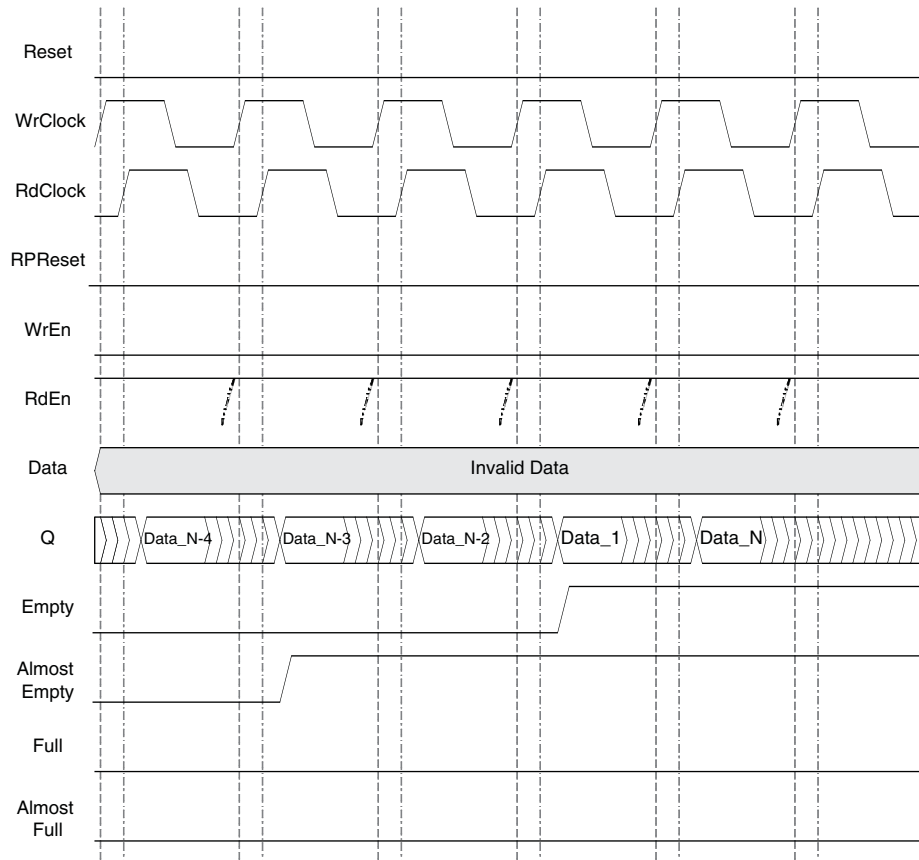 Reset
WrClock
RdClock
RPReset
WrEn
RdEn
Data
Invalid Data
Q
Data_N-4
Data_N-3
Data_N-2
Data_1
Data_N
Empty
Almost
Empty
Full
Almost
Full